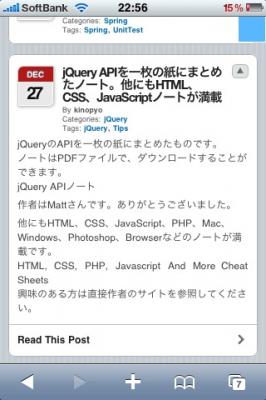 SoftBank 22:56 15%
Categories: Spring
Tags: Spring, UnitTest
DEC
27
jQuery APIを一枚の紙にまとめ
たノート。他にもHTML、
CSS、JavaScriptノートが満載
By kinopyo
Categories: jQuery
Tags: jQuery, Tips
jQueryのAPIを一枚の紙にまとめたものです。
ノートはPDFファイルで、ダウンロードすることが
できます。
jQuery APIノート
作者はMattさんです。ありがとうございました。
他にもHTML、CSS、JavaScript、PHP、Mac、
Windows、Photoshop、Browserなどのノートが満
載です。
HTML, CSS, PHP, Javascript And More Cheat
Sheets
興味のある方は直接作者のサイトを参照してくださ
い。
Read This Post
7